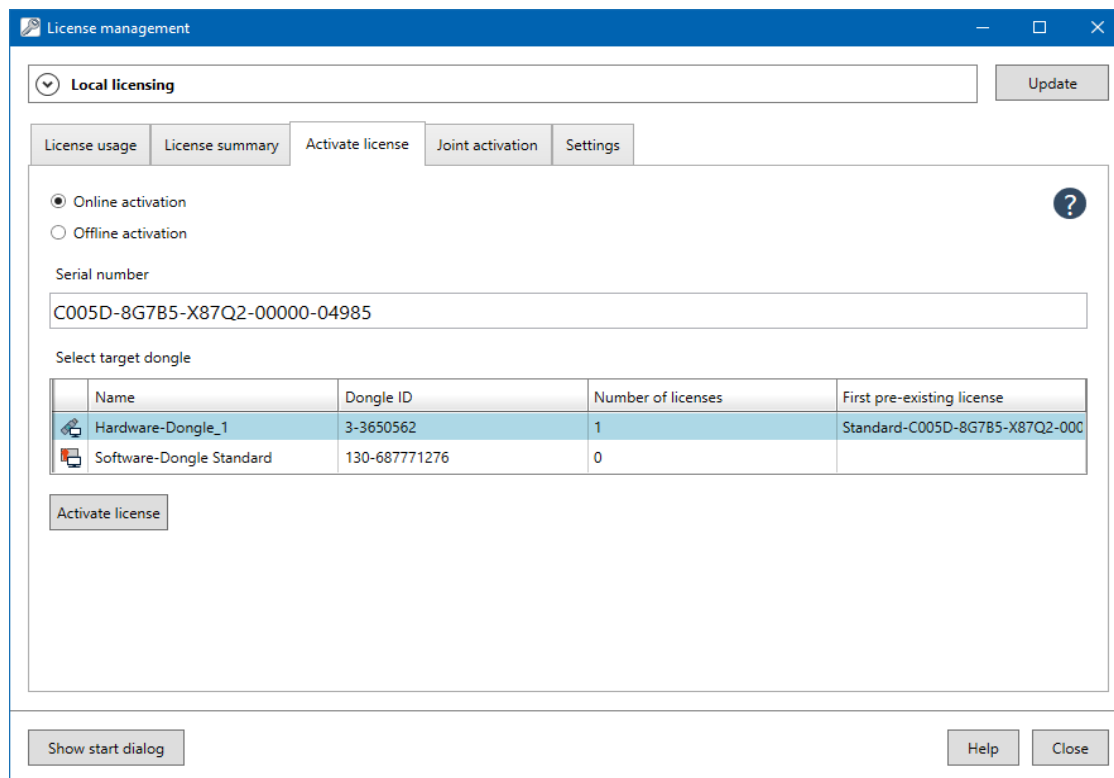 License management
Local licensing
Update
License usage
License summary
Activate license
Joint activation
Settings
Online activation
?
Offline activation
Serial number
C005D-8G7B5-X87Q2-00000-04985
Select target dongle
Name Dongle ID Number of licenses First pre-existing license
Hardware-Dongle_1 3-3650562 1 Standard-C005D-8G7B5-X87Q2-000
Software-Dongle Standard 130-687771276 0
Activate license
Show start dialog
Help
Close